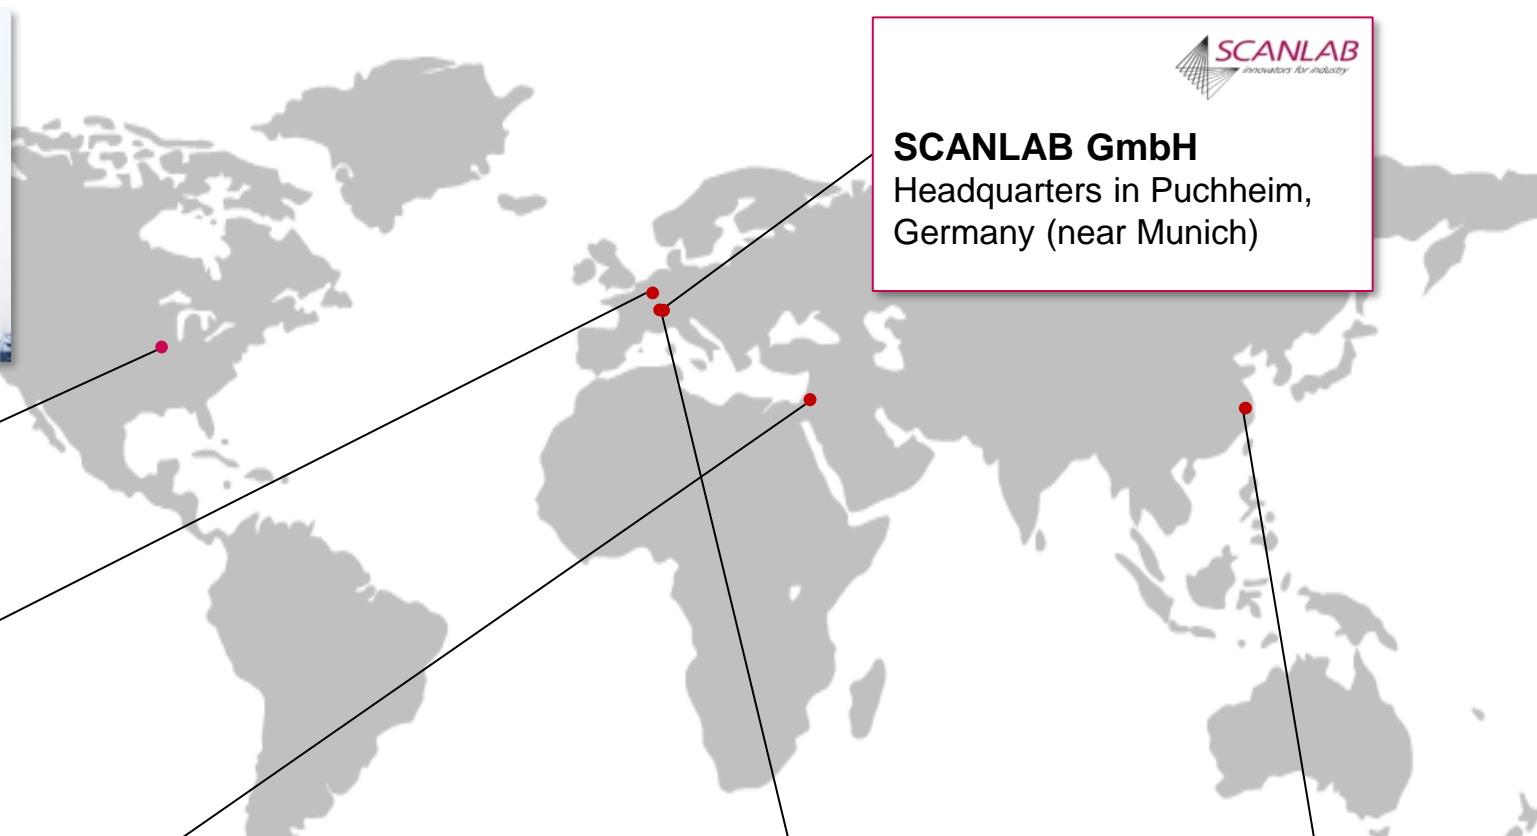 SCANLAB
innovators for industry
SCANLAB GmbH
Headquarters in Puchheim,
Germany (near Munich)